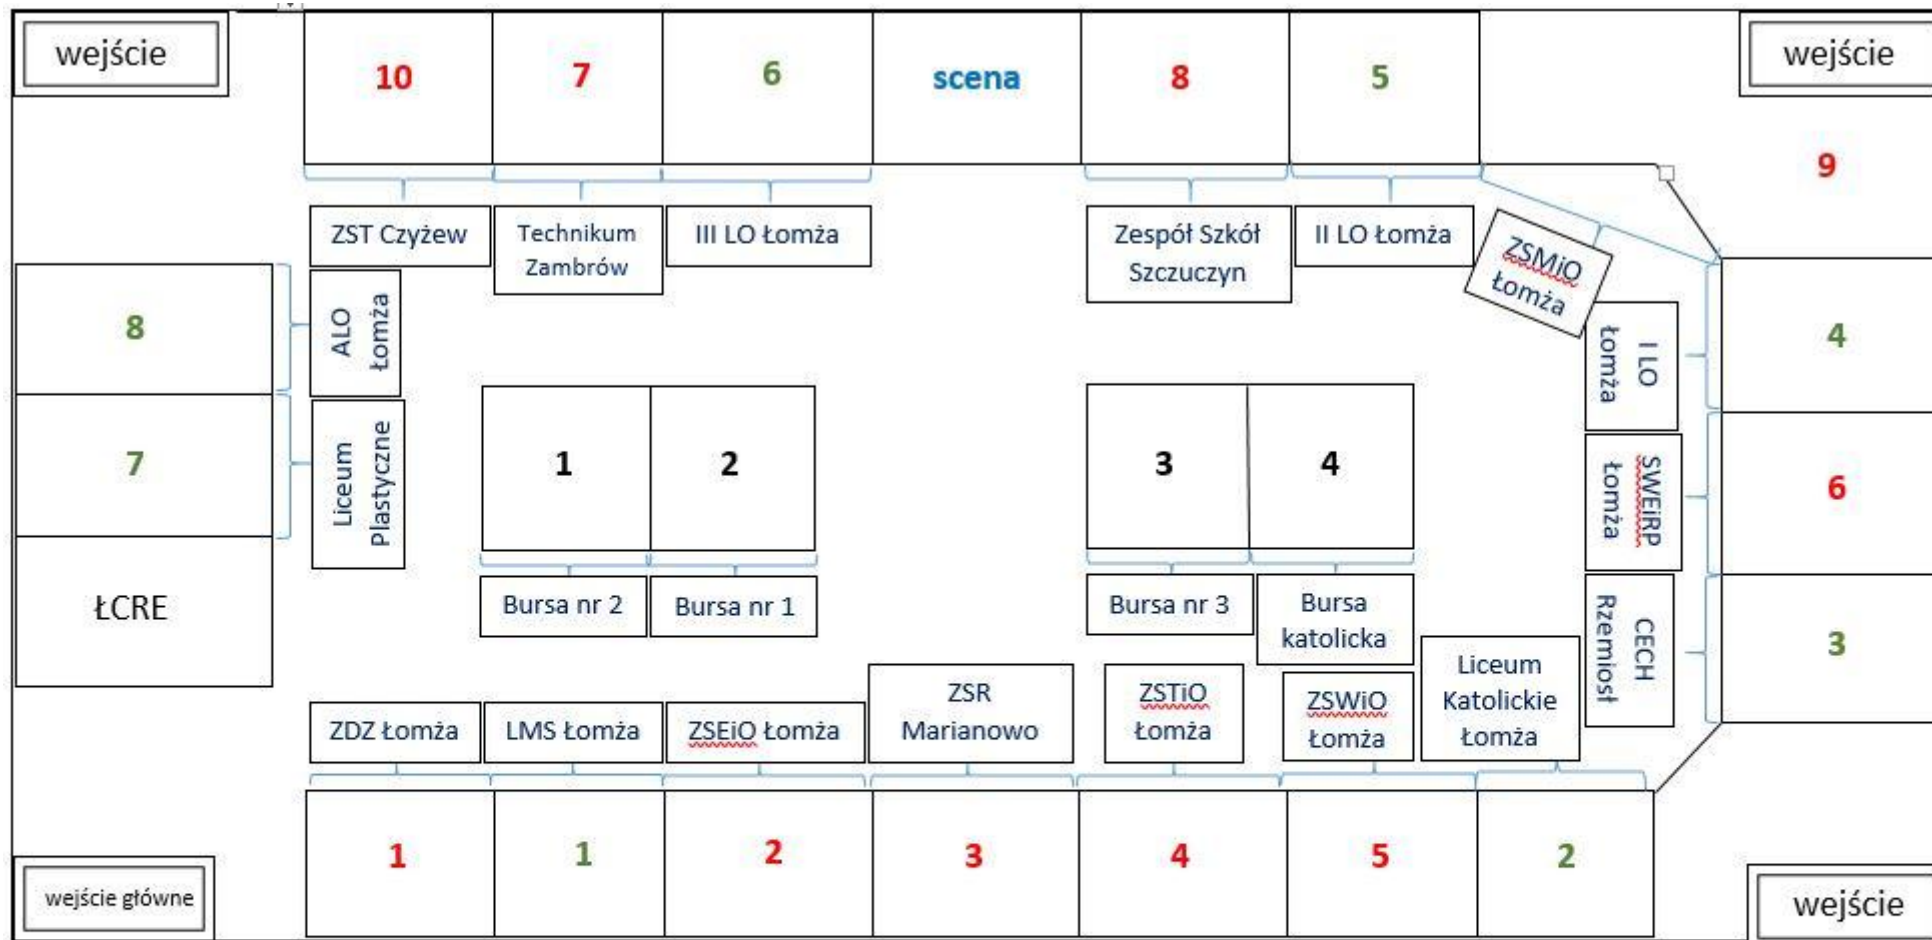 wejście
10
7
6
scena
8
5
wejście
9
ZST Czyżew
Technikum
Zambrów
III LO Łomża
Zespół Szkół
Szczuczyn
II LO Łomża
ZSMiO
Łomża
8
ALO
Łomża
I LO
Łomża
4
7
Liceum
Plastyczne
1
2
3
4
SWEiRP
Łomża
6
ŁCRE
Bursa nr 2
Bursa nr 1
Bursa nr 3
Bursa
katolicka
CECH
Rzemiosł
3
ZDZ Łomża
LMS Łomża
ZSEiO Łomża
ZSR
Marianowo
ZSTiO
Łomża
ZSWiO
Łomża
Liceum
Katolickie
Łomża
1
1
2
3
4
5
2
wejście główne
wejście